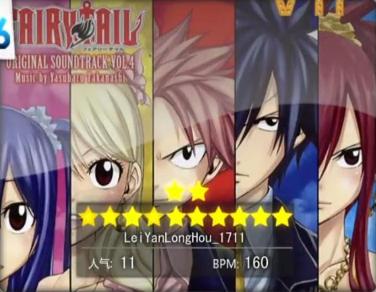 6
FAIRY TAIL
フェアリーテイル
ORIGINAL SOUNDTRACK VOL.4
Music by Yasuharu Takanashi
LeiYanLongHou_1711
人气: 11
BPM: 160